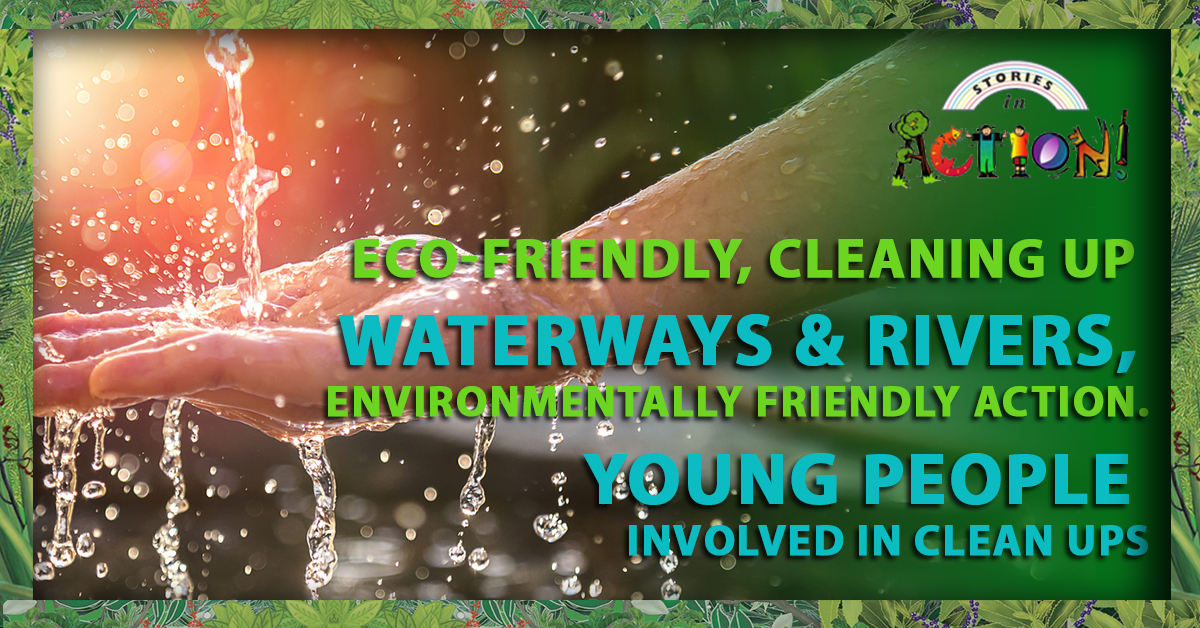 STORIES
in
ACTION!
ECO-FRIENDLY, CLEANING UP
WATERWAYS & RIVERS,
ENVIRONMENTALLY FRIENDLY ACTION.
YOUNG PEOPLE
INVOLVED IN CLEAN UPS